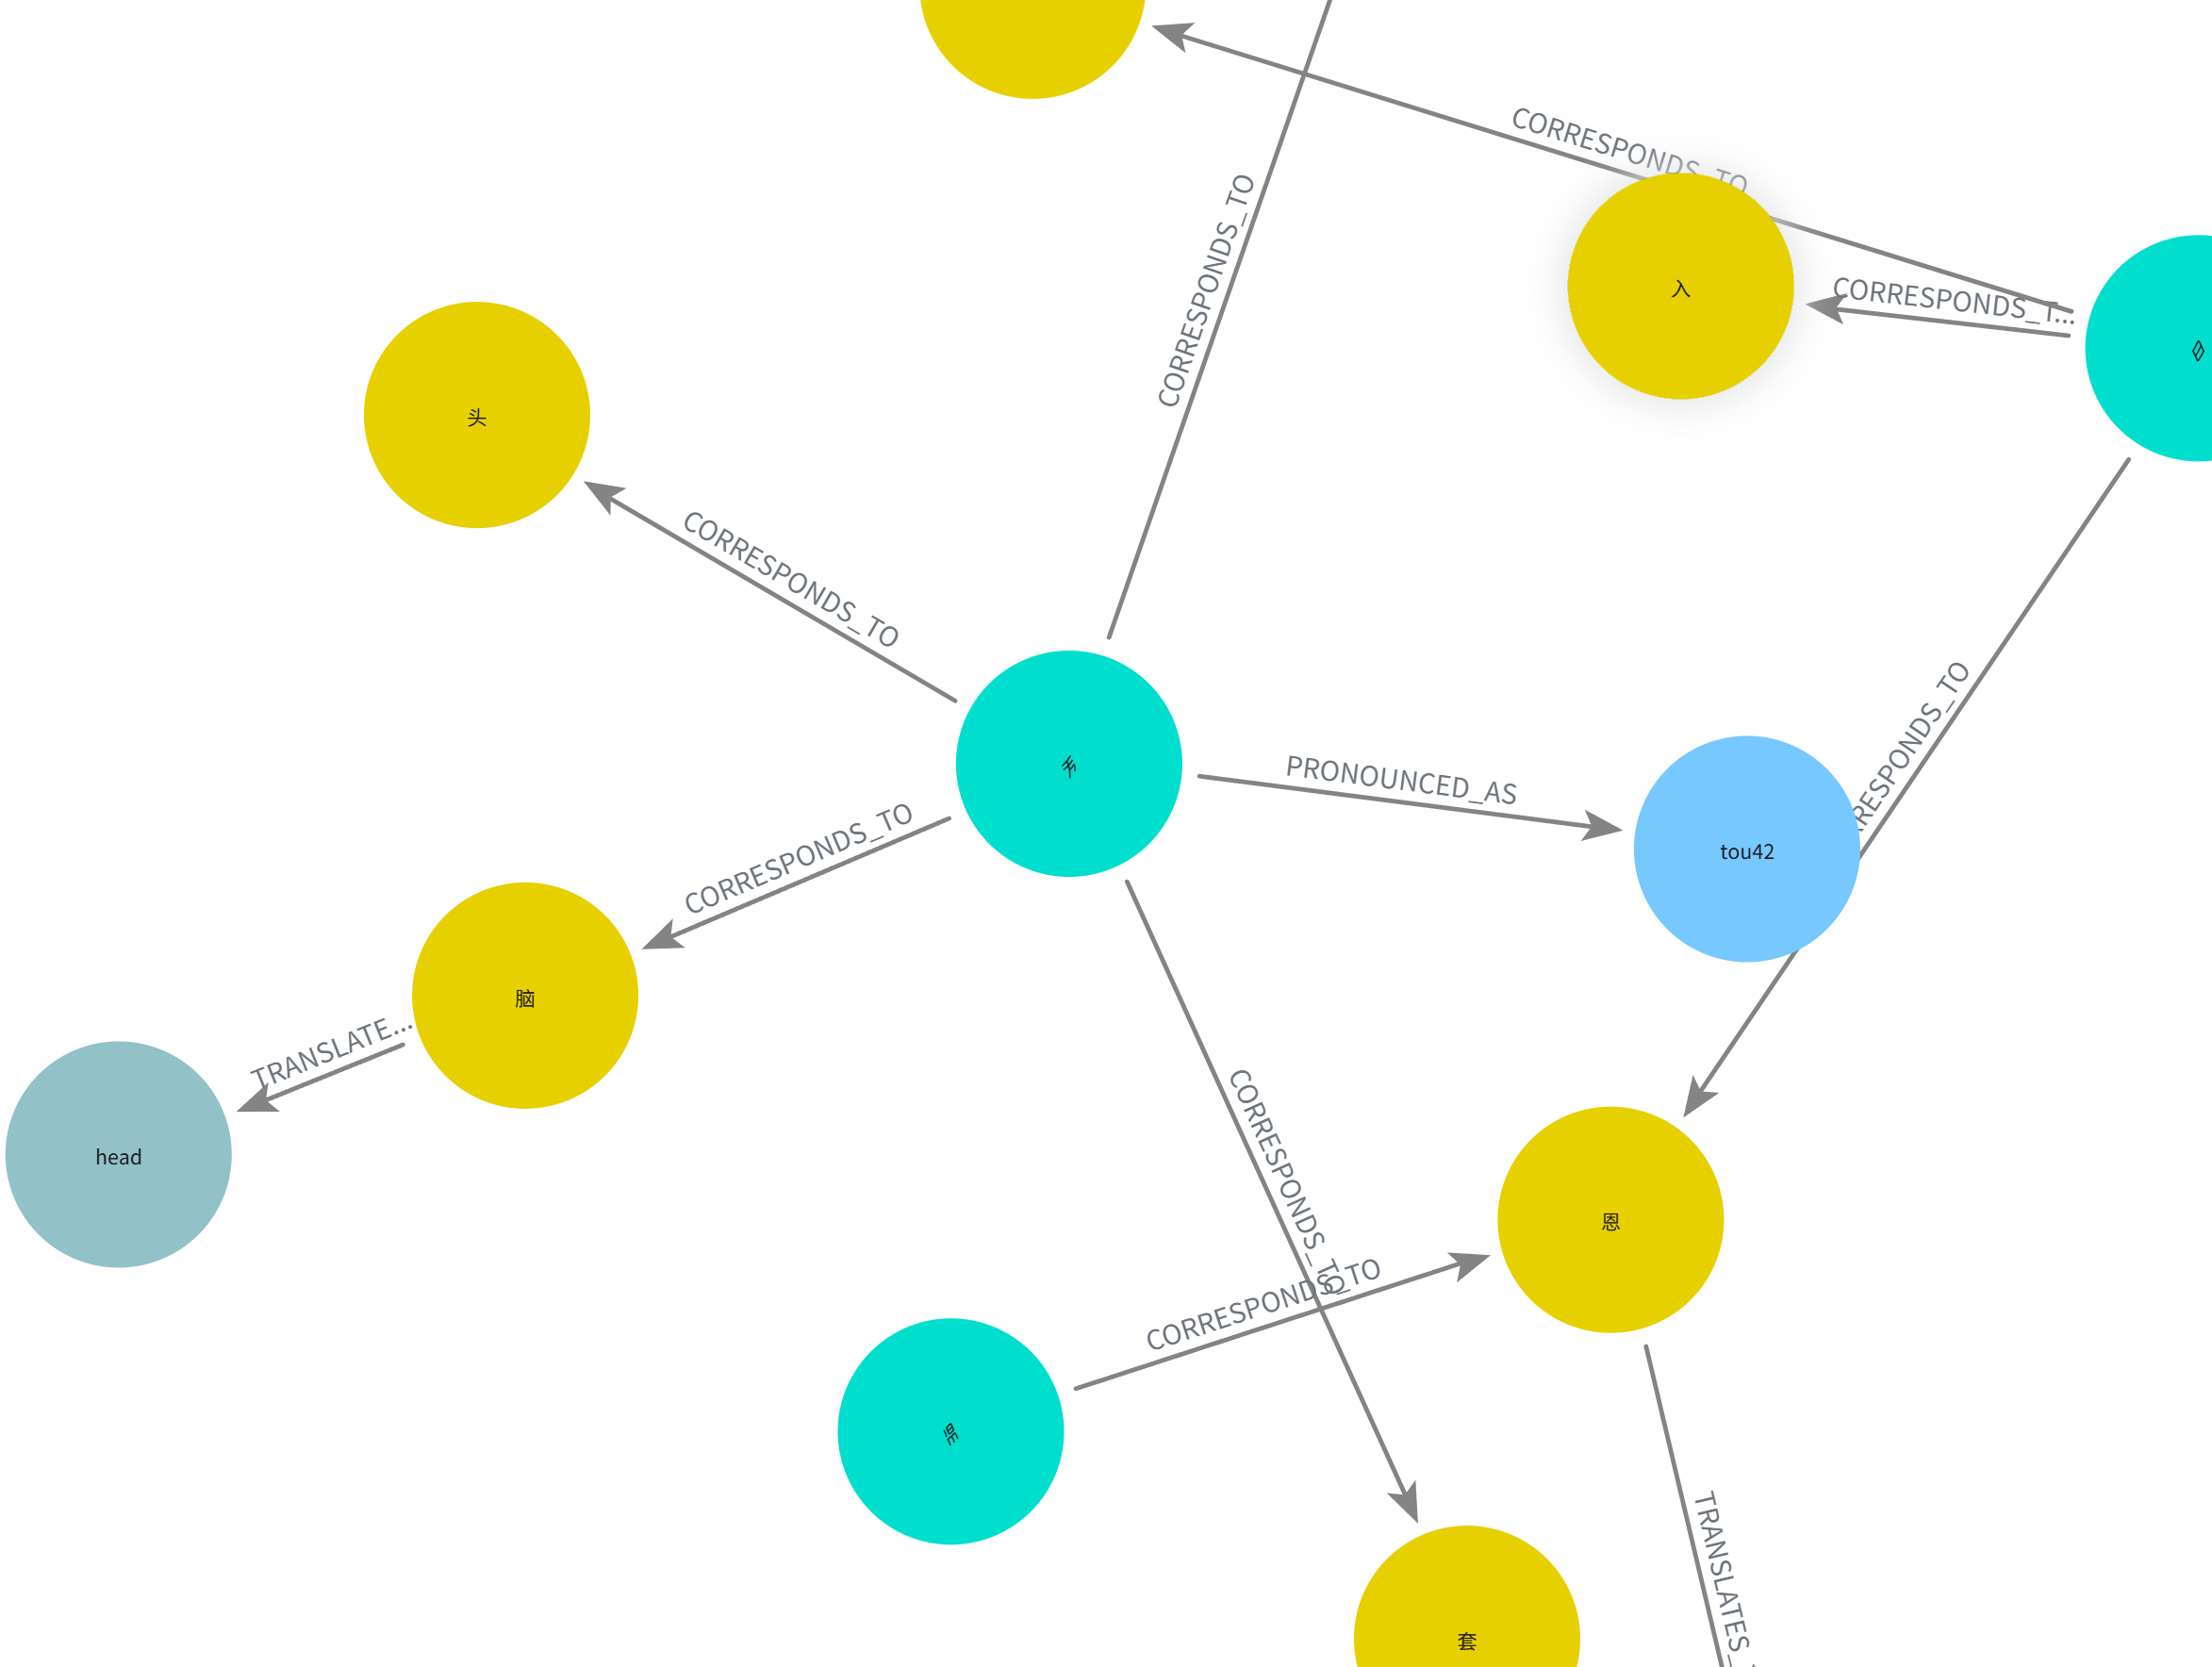 CORRESPONDS_TO
CORRESPONDS_TO
入
CORRESPONDS_T...
头
CORRESPONDS_TO
RESPONDS_TO
PRONOUNCED_AS
tou42
CORRESPONDS_TO
脑
TRANSLATE...
head
CORRESPONDS_TO
恩
CORRESPONDS_TO
TRANSLATES_
套